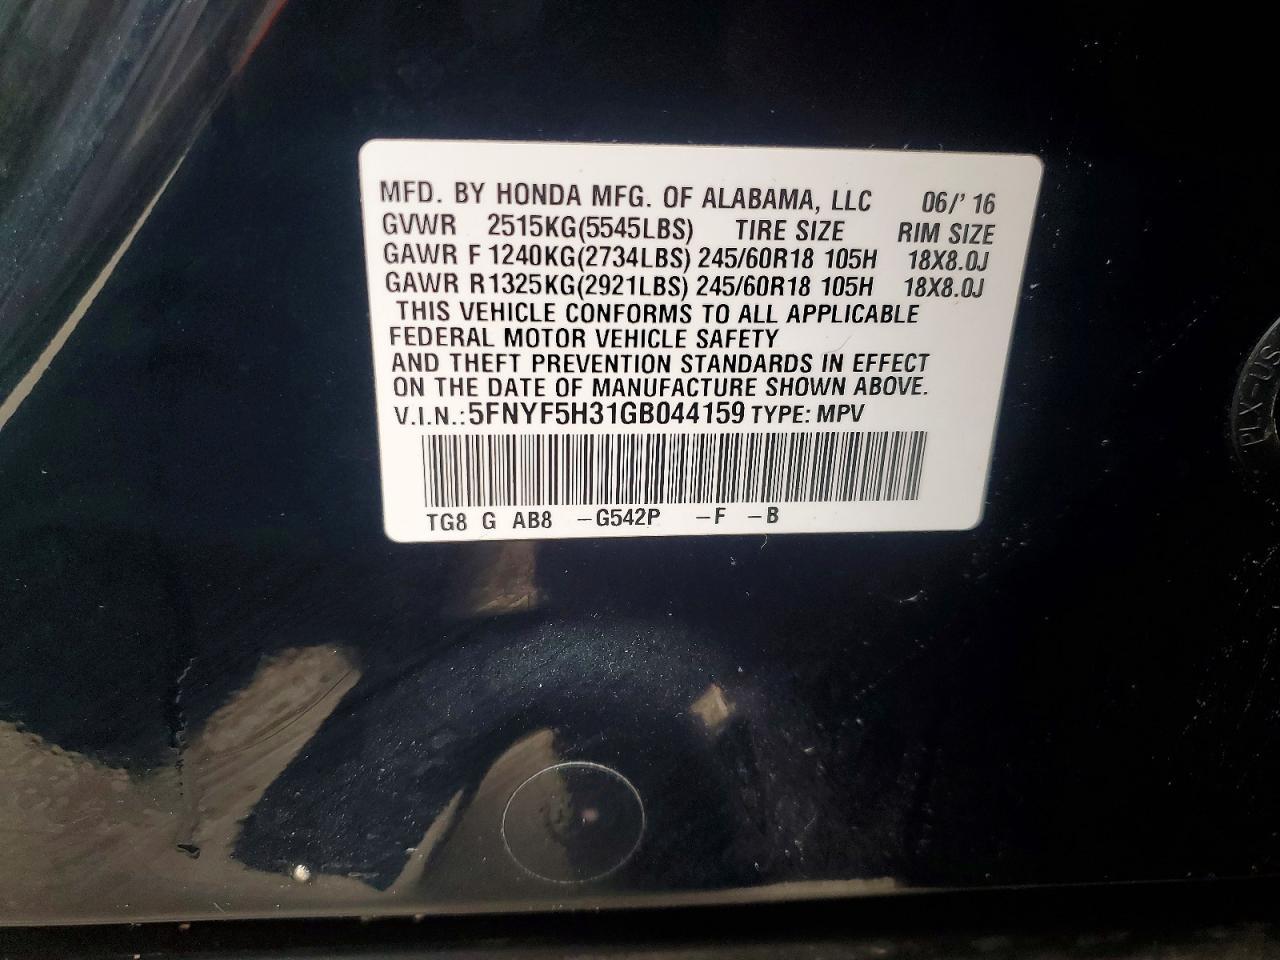 MFD. BY HONDA MFG. OF ALABAMA, LLC 06/'16
GVWR 2515KG(5545LBS) TIRE SIZE RIM SIZE
GAWR F 1240KG(2734LBS) 245/60R18 105H 18X8.0J
GAWR R 1325KG(2921LBS) 245/60R18 105H 18X8.0J
THIS VEHICLE CONFORMS TO ALL APPLICABLE
FEDERAL MOTOR VEHICLE SAFETY
AND THEFT PREVENTION STANDARDS IN EFFECT
ON THE DATE OF MANUFACTURE SHOWN ABOVE.
V.I.N.: 5FNYF5H31GB044159 TYPE: MPV
TG8 G AB8 -G542P -F -B
PLX-US